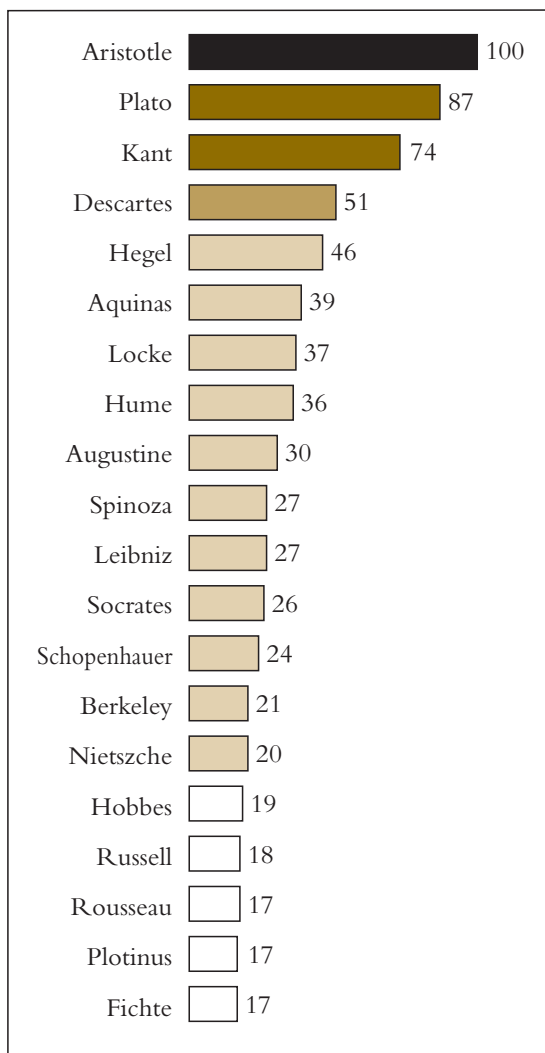 Aristotle 100
Plato 87
Kant 74
Descartes 51
Hegel 46
Aquinas 39
Locke 37
Hume 36
Augustine 30
Spinoza 27
Leibniz 27
Socrates 26
Schopenhauer 24
Berkeley 21
Nietszche 20
Hobbes 19
Russell 18
Rousseau 17
Plotinus 17
Fichte 17